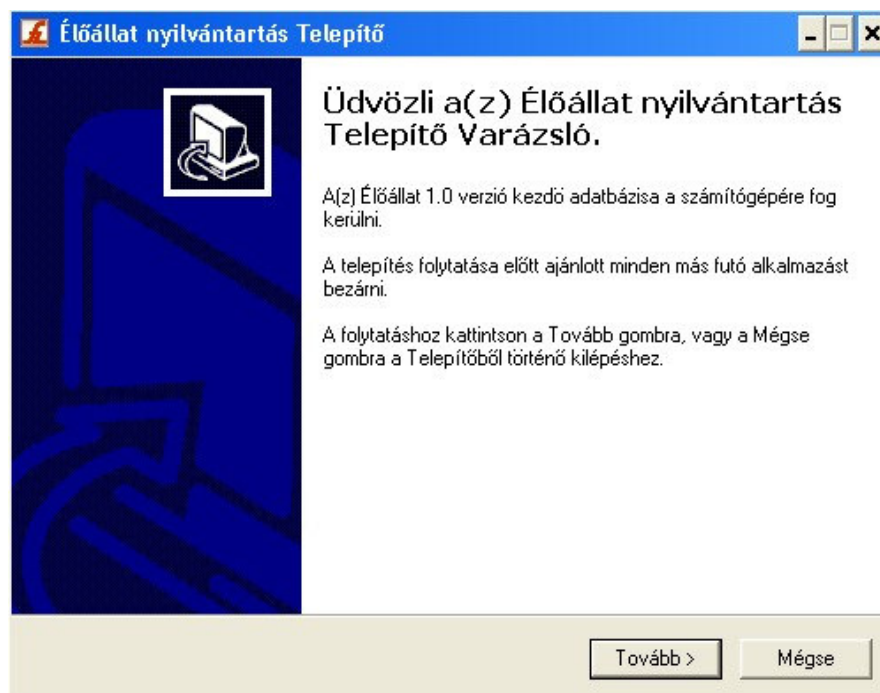 Élőállat nyilvántartás Telepítő
Üdvözli a(z) Élőállat nyilvántartás
Telepítő Varázsló.
A(z) Élőállat 1.0 verzió kezdö adatbázisa a számítógépére fog
kerülni.
A telepítés folytatása előtt ajánlott minden más futó alkalmazást
bezárni.
A folytatáshoz kattintson a Tovább gombra, vagy a Mégse
gombra a Telepítőből történő kilépéshez.
Tovább >
Mégse